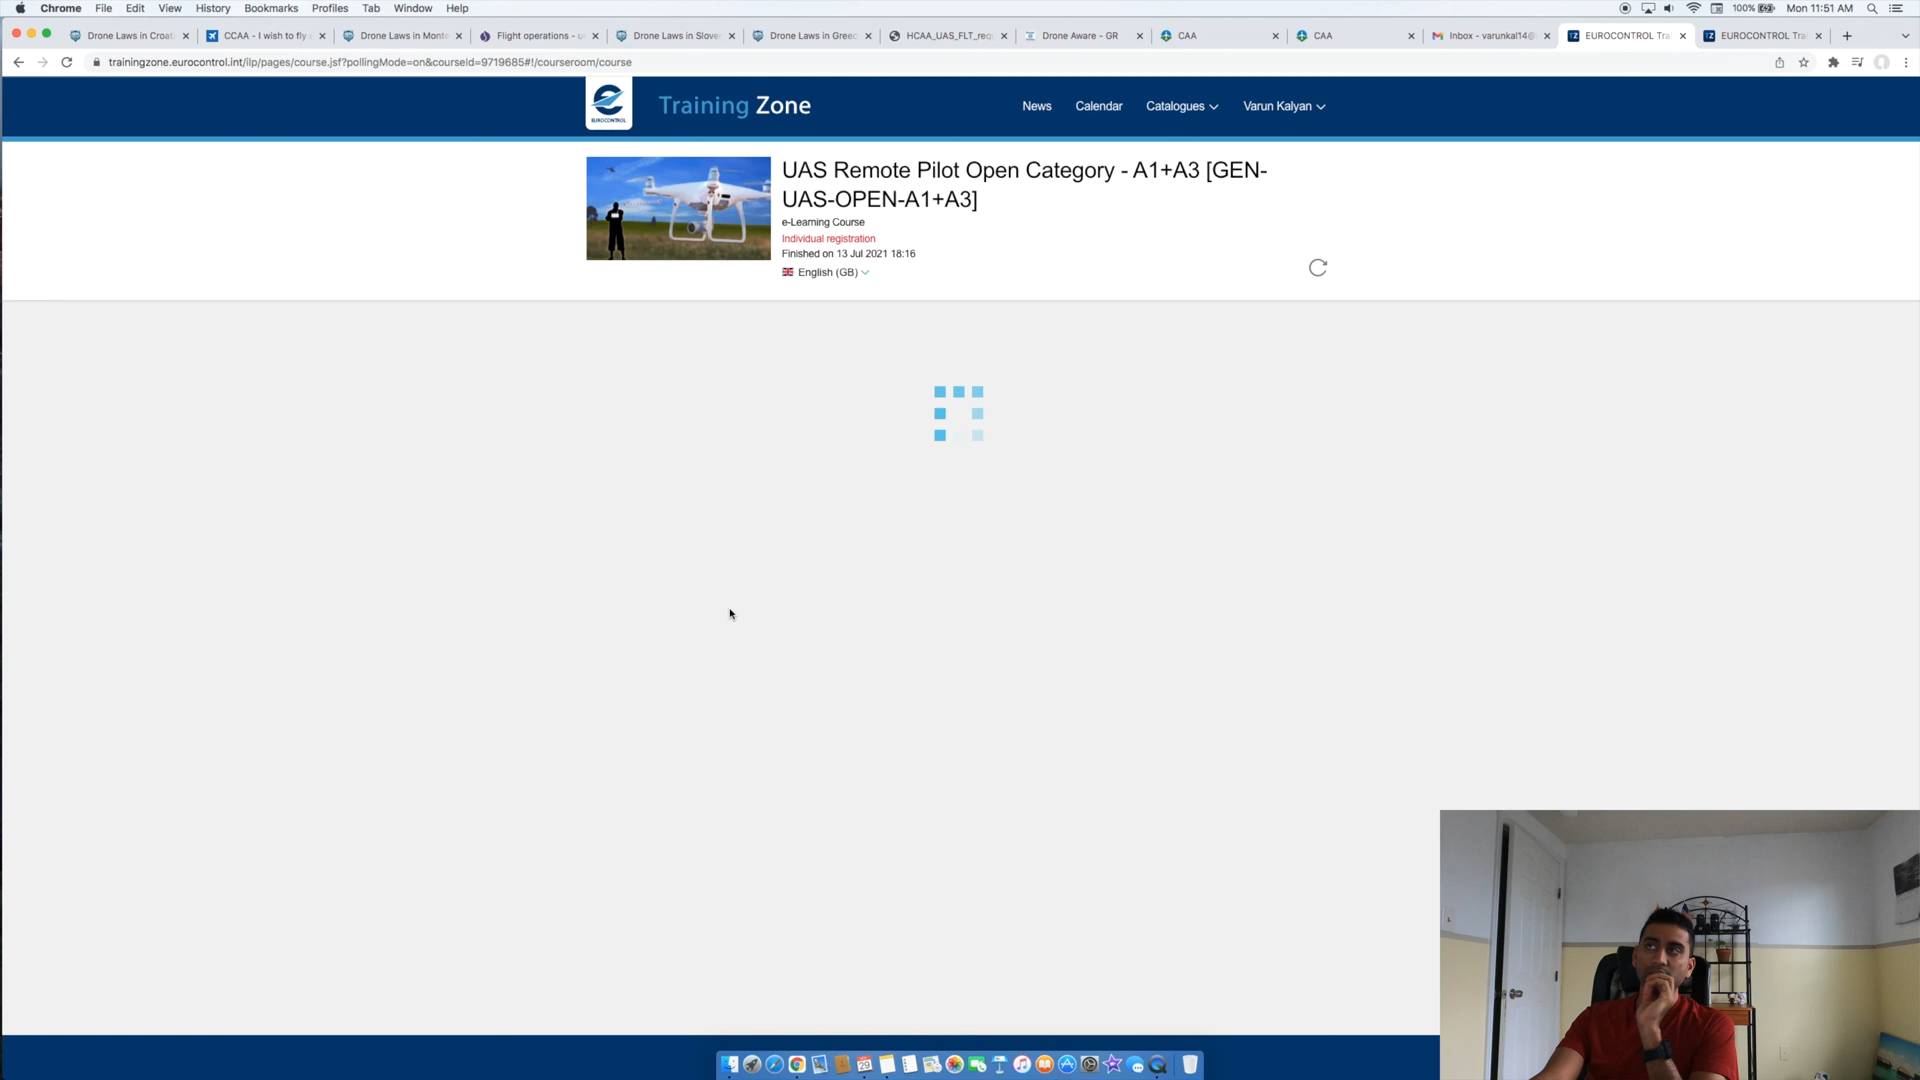 Chrome File Edit View History Bookmarks Profiles Tab Window Help
100% Mon 11:51 AM
Drone Laws in Croati
CCAA - I wish to fly
Drone Laws in Monte
Flight operations - u
Drone Laws in Slove
Drone Laws in Greec
HCAA_UAS_FLT_req
Drone Aware - GR
CAA
CAA
Inbox - varunkal14@
EUROCONTROL Tra
EUROCONTROL Trai
trainingzone.eurocontrol.int/ilp/pages/course.jsf?pollingMode=on&courseId=9719685#!/courseroom/course
EUROCONTROL
Training Zone
News Calendar Catalogues Varun Kalyan
UAS Remote Pilot Open Category - A1+A3 [GEN-
UAS-OPEN-A1+A3]
e-Learning Course
Individual registration
Finished on 13 Jul 2021 18:16
English (GB)